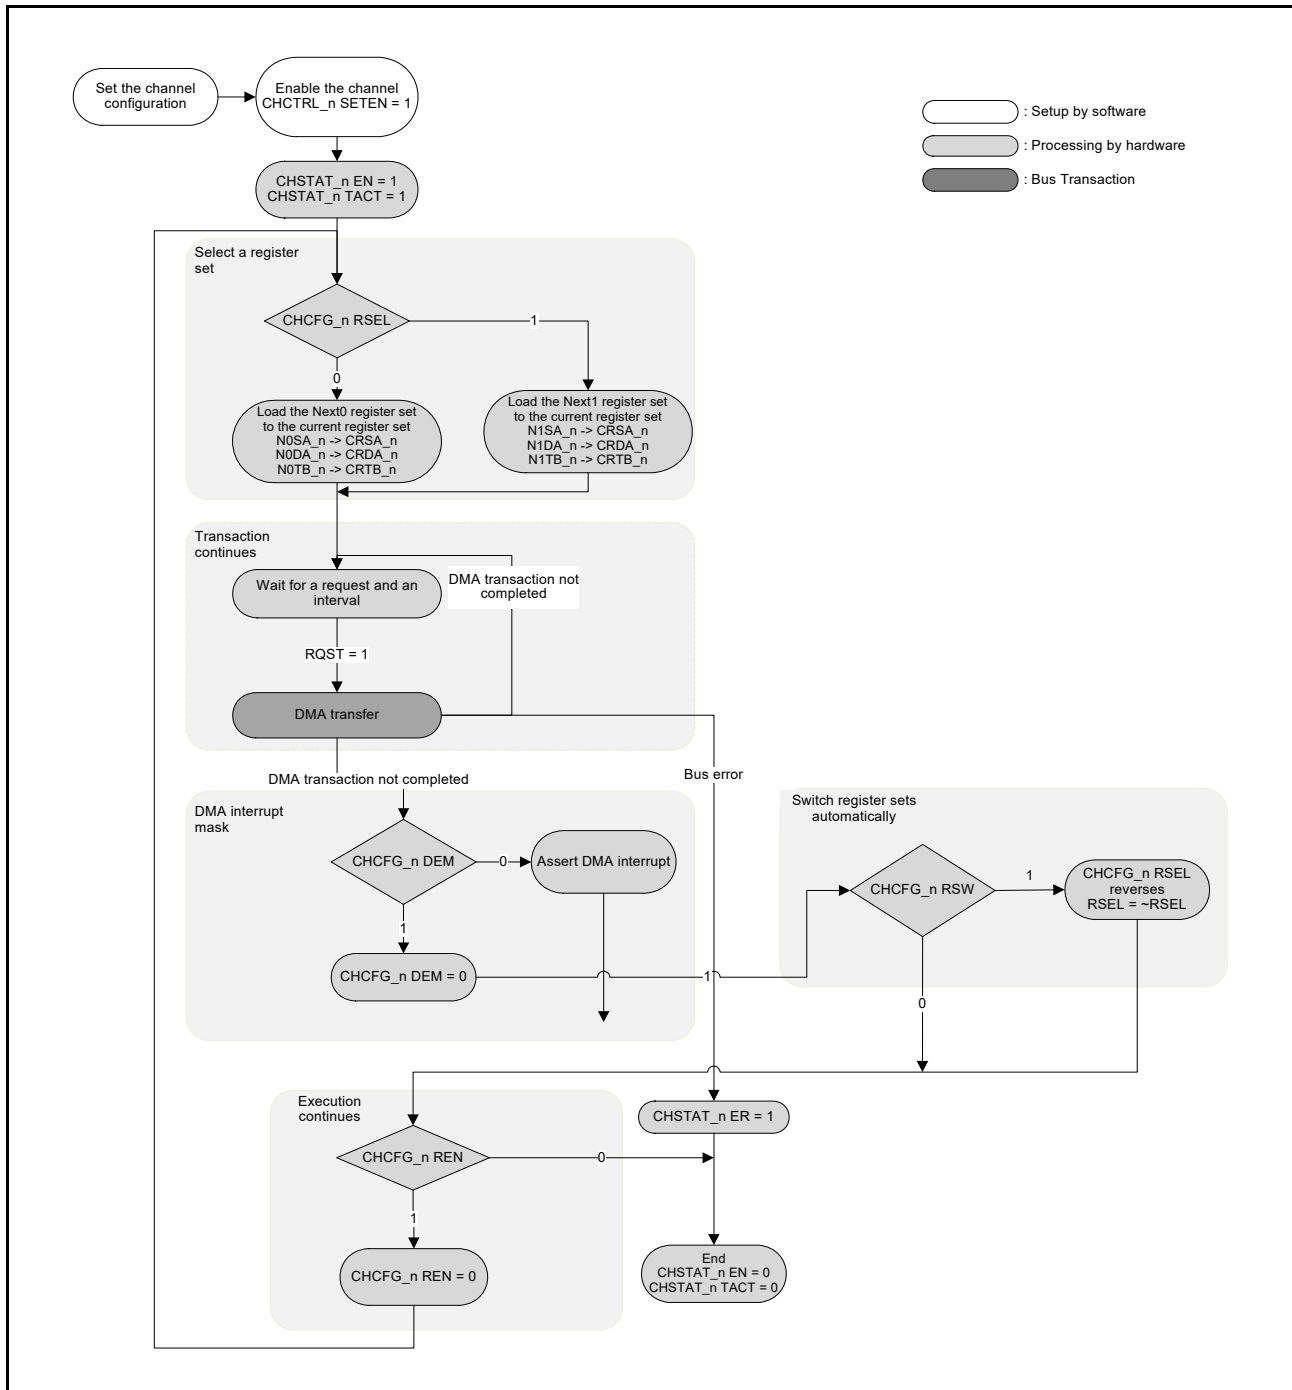 Set the channel
configuration
Enable the channel
CHCTRL_n SETEN = 1
: Setup by software
: Processing by hardware
: Bus Transaction
CHSTAT_n EN = 1
CHSTAT_n TACT = 1
Select a register
set
CHCFG_n RSEL
1
0
Load the Next0 register set
to the current register set
N0SA_n -> CRSA_n
N0DA_n -> CRDA_n
N0TB_n -> CRTB_n
Load the Next1 register set
to the current register set
N1SA_n -> CRSA_n
N1DA_n -> CRDA_n
N1TB_n -> CRTB_n
Transaction
continues
Wait for a request and an
interval
DMA transaction not
completed
RQST = 1
DMA transfer
DMA transaction not completed
Bus error
DMA interrupt
mask
CHCFG_n DEM
0
Assert DMA interrupt
1
CHCFG_n DEM = 0
1
Switch register sets
automatically
CHCFG_n RSW
1
CHCFG_n RSEL
reverses
RSEL = ~RSEL
0
Execution
continues
CHCFG_n REN
0
1
CHCFG_n REN = 0
CHSTAT_n ER = 1
End
CHSTAT_n EN = 0
CHSTAT_n TACT = 0